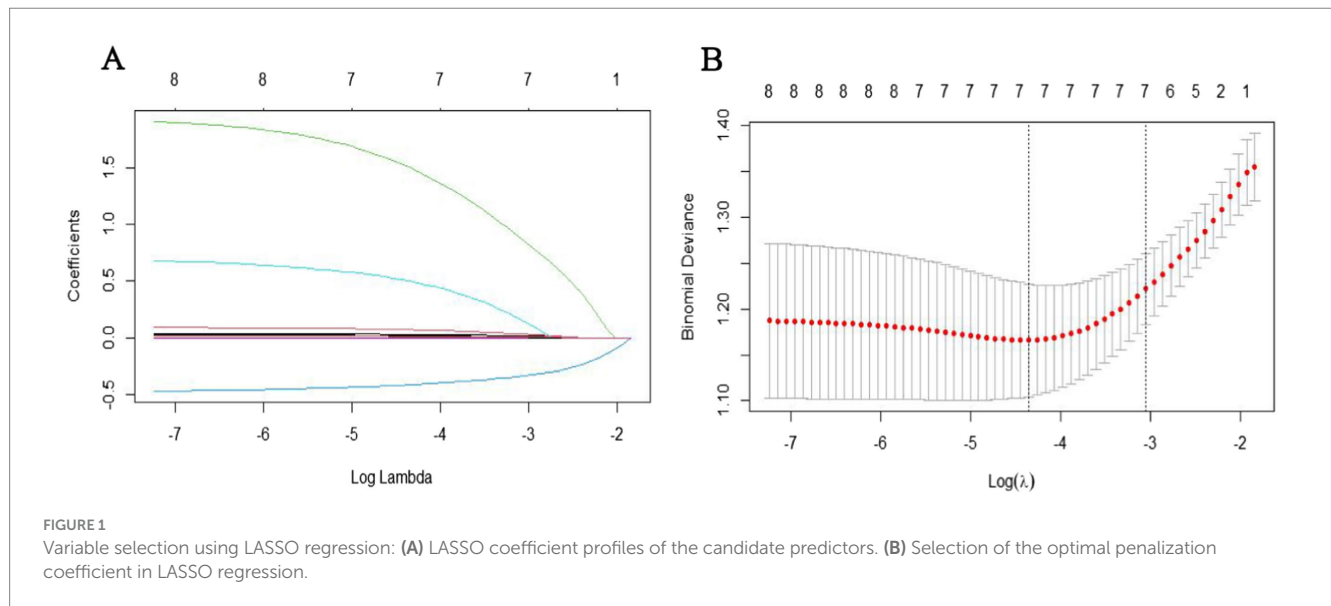 A
8 8 7 7 7 1
Coefficients
1.5
1.0
0.5
0.0
-0.5
-7 -6 -5 -4 -3 -2
Log Lambda
B
8 8 8 8 8 8 7 7 7 7 7 7 7 7 7 7 6 5 2 1
Binomial Deviance
1.40
1.30
1.20
1.10
-7 -6 -5 -4 -3 -2
Log(λ)
FIGURE 1
Variable selection using LASSO regression: (A) LASSO coefficient profiles of the candidate predictors. (B) Selection of the optimal penalization
coefficient in LASSO regression.